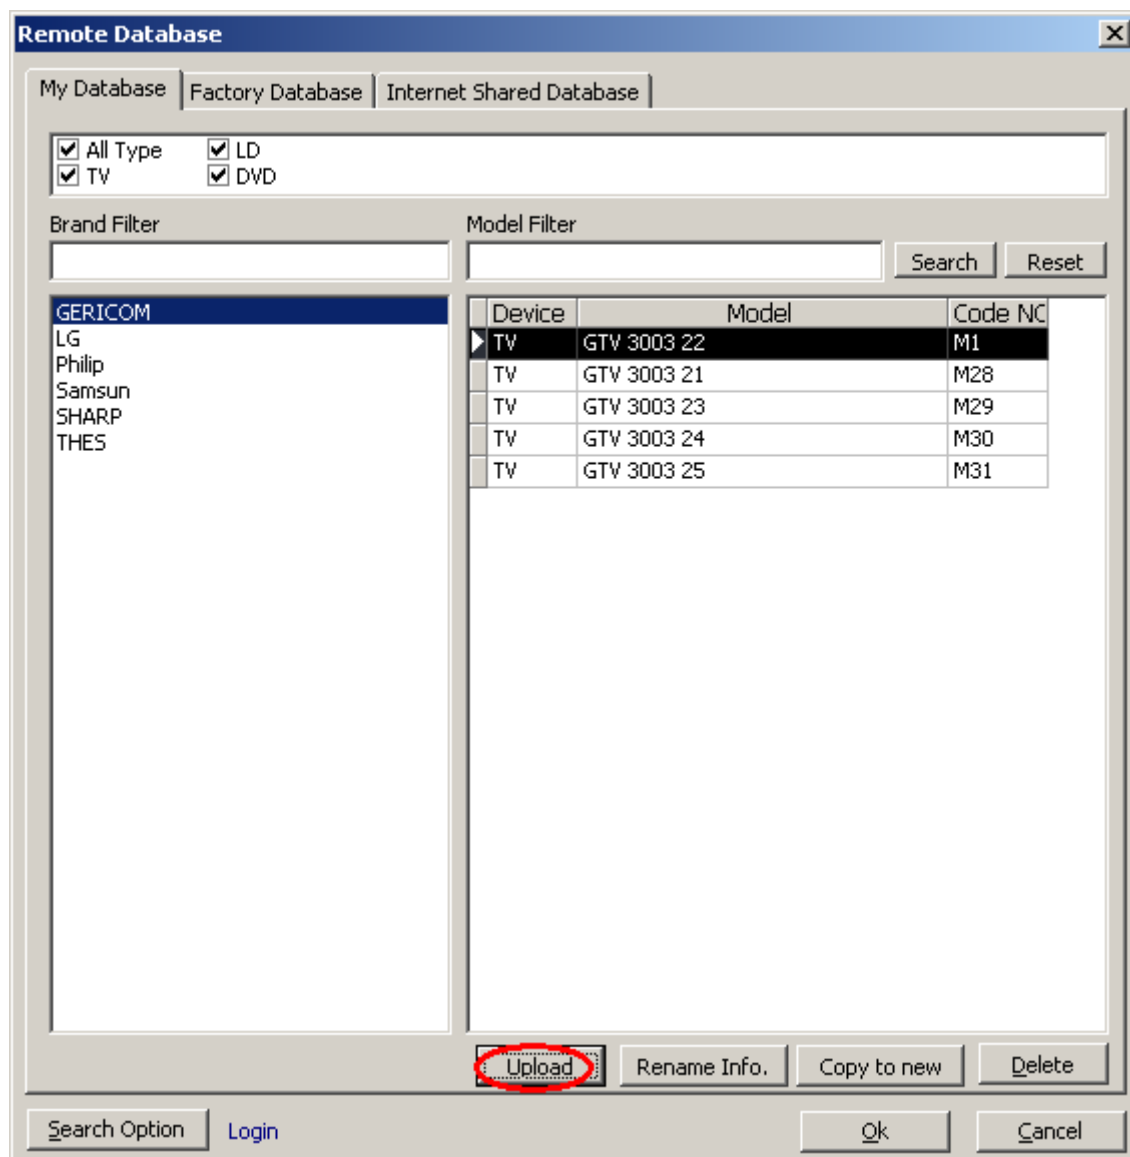 Remote Database
My Database Factory Database Internet Shared Database
All Type LD
TV DVD
Brand Filter Model Filter
Search Reset
GERICOM
LG
Philip
Samsun
SHARP
THES
Device Model Code NO
TV GTV 3003 22 M1
TV GTV 3003 21 M28
TV GTV 3003 23 M29
TV GTV 3003 24 M30
TV GTV 3003 25 M31
Upload Rename Info. Copy to new Delete
Search Option Login Ok Cancel